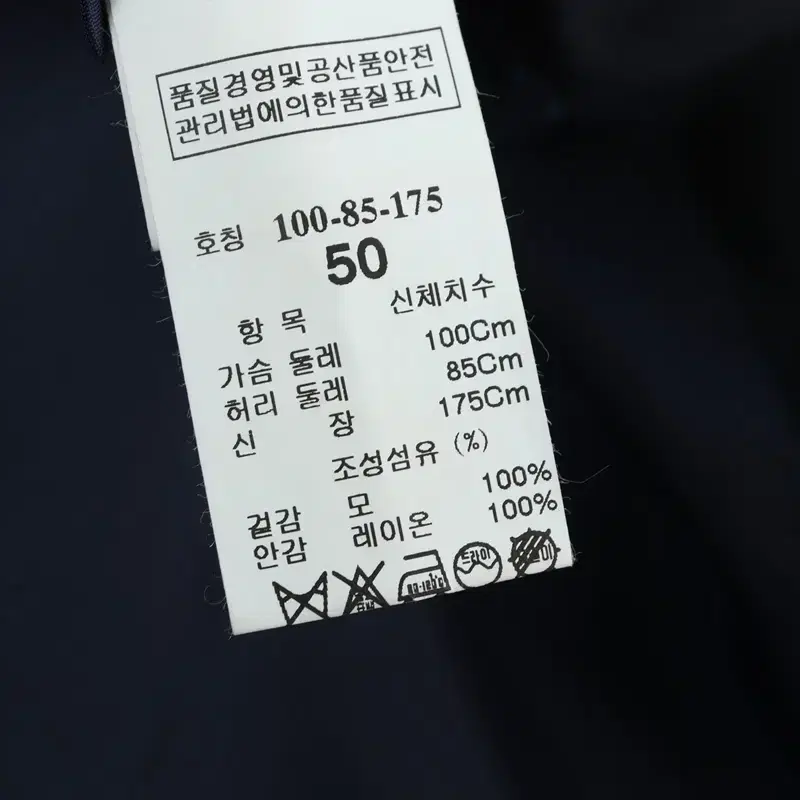 품질경영및공산품안전
관리법에의한품질표시
호칭 100-85-175
50
항 목 신체치수
가슴 둘레 100Cm
허리 둘레 85Cm
신 장 175Cm
조성섬유 (%)
겉감 모 100%
안감 레이온 100%
드라이